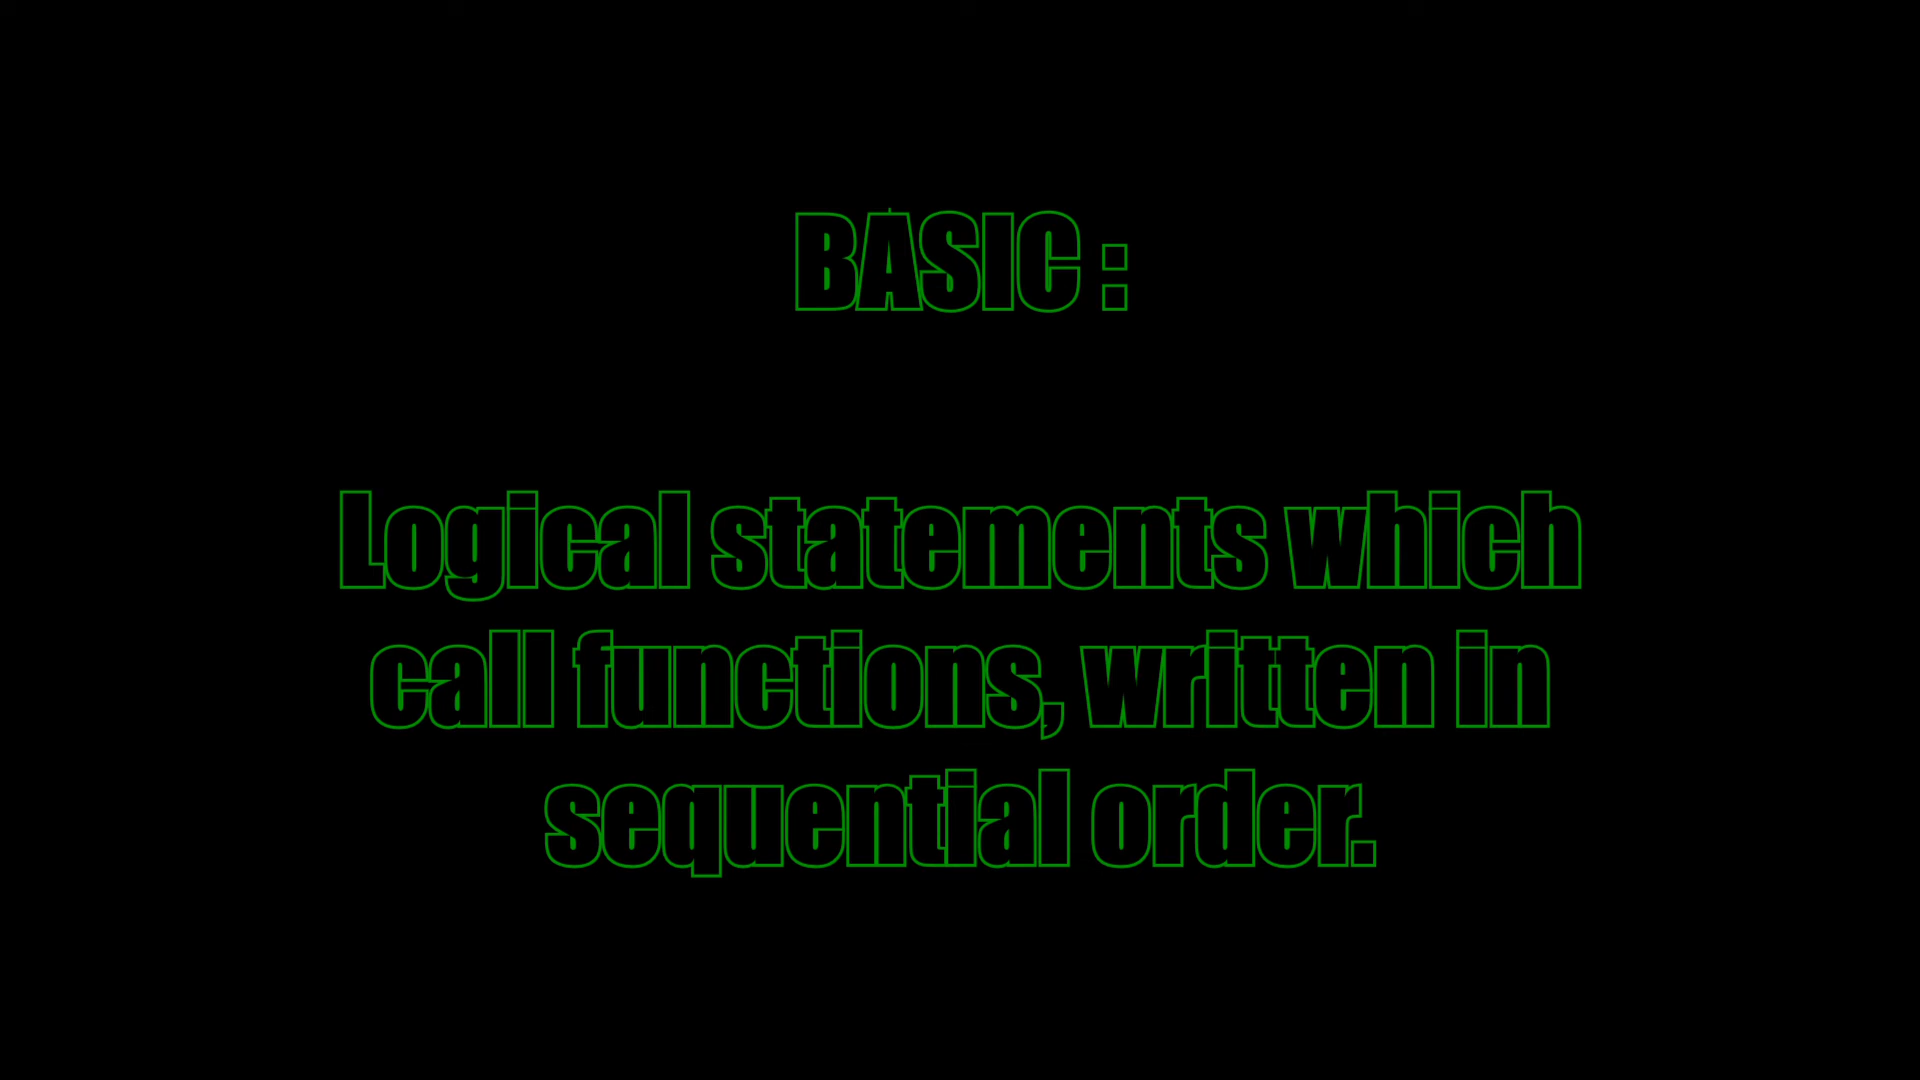 BASIC :
Logical statements which
call functions, written in
sequential order.